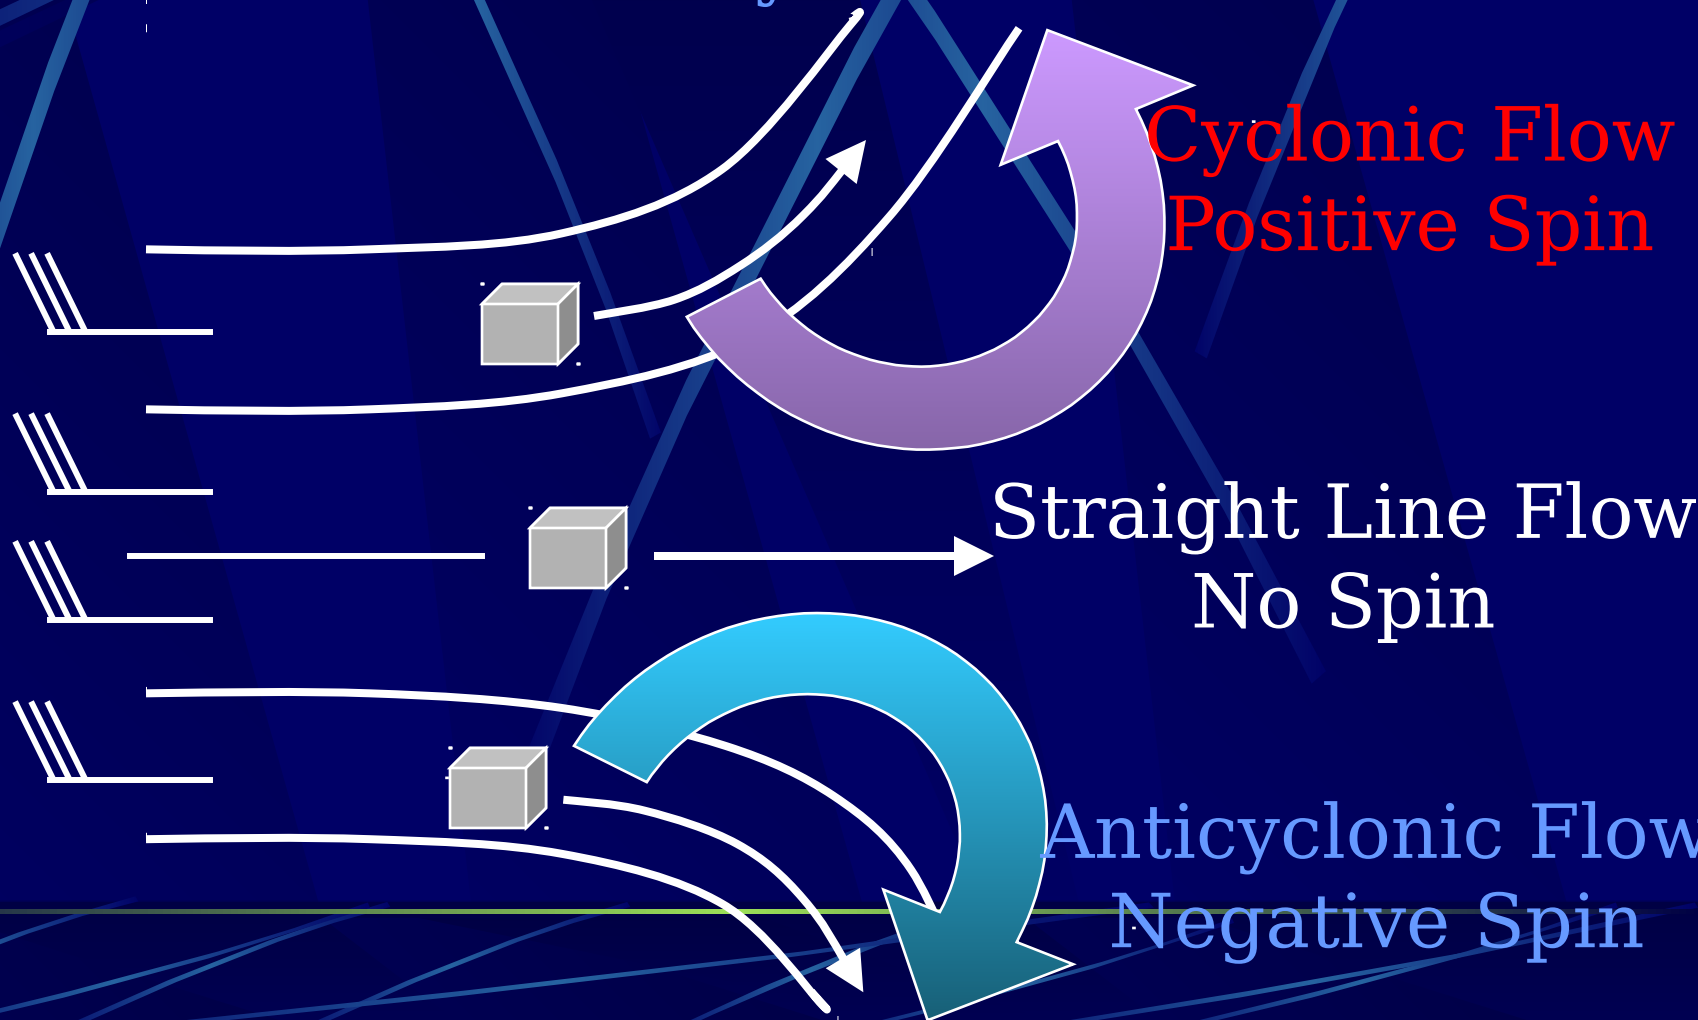 Cyclonic Flow
Positive Spin
Straight Line Flow
No Spin
Anticyclonic Flow
Negative Spin